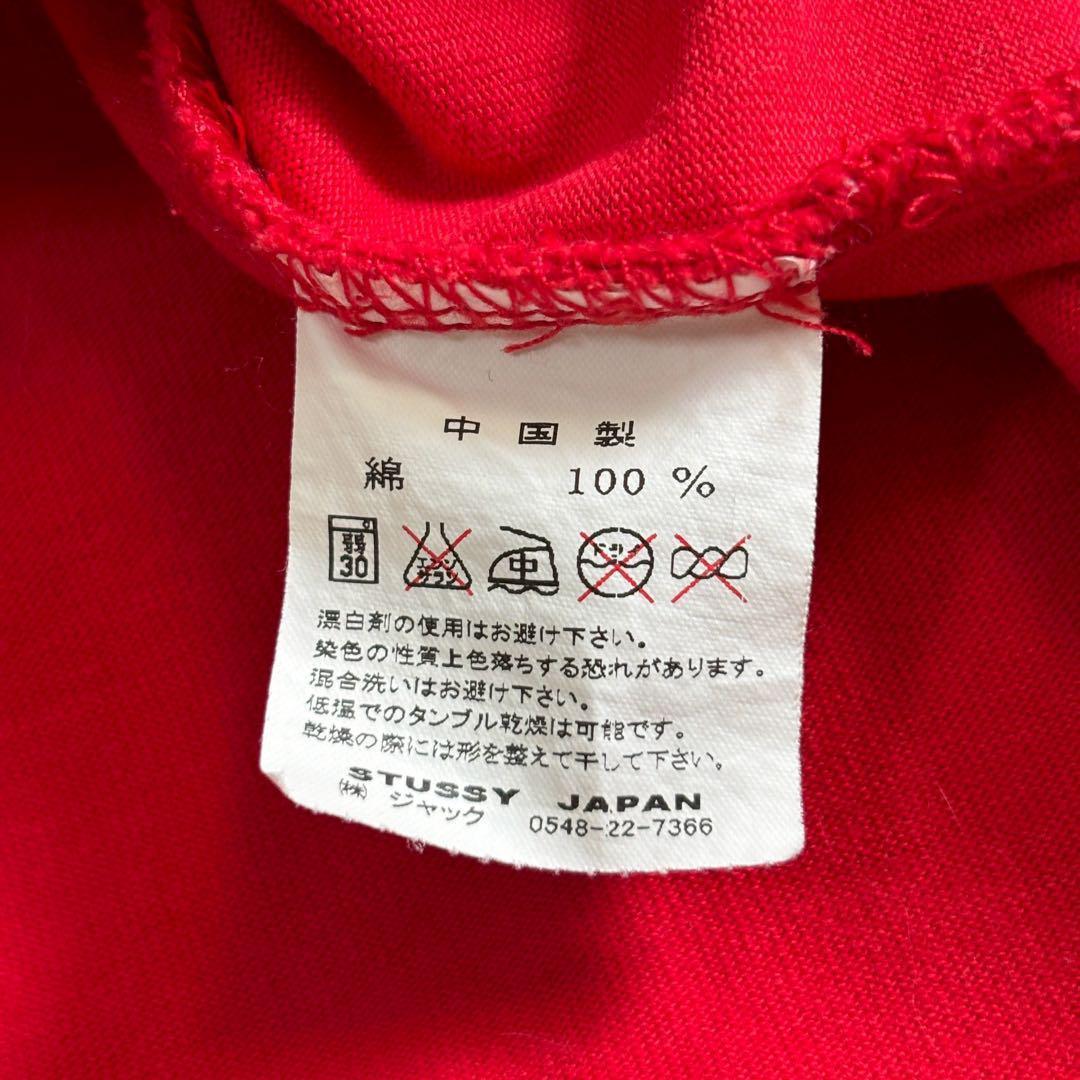 中国製
綿 100 %
弱 30 エンソサラシ 中 ドライ
漂白剤の使用はお避け下さい。
染色の性質上色落ちする恐れがあります。
混合洗いはお避け下さい。
低温でのタンブル乾燥は可能です。
乾燥の際には形を整えて干して下さい。
STUSSY JAPAN
㈱ ジャック 0548-22-7366